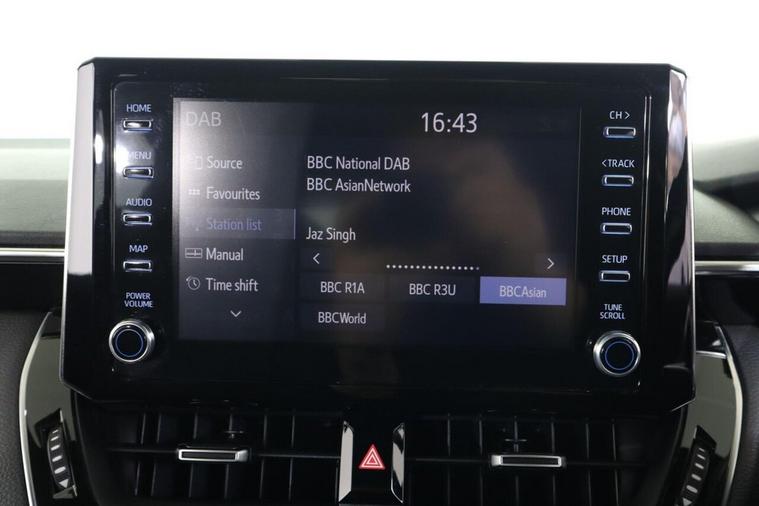 HOME
MENU
AUDIO
MAP
POWER
VOLUME
DAB
16:43
Source
Favourites
Station list
Manual
Time shift
BBC National DAB
BBC AsianNetwork
Jaz Singh
BBC R1A
BBC R3U
BBCAsian
BBCWorld
CH >
< TRACK
PHONE
SETUP
TUNE
SCROLL